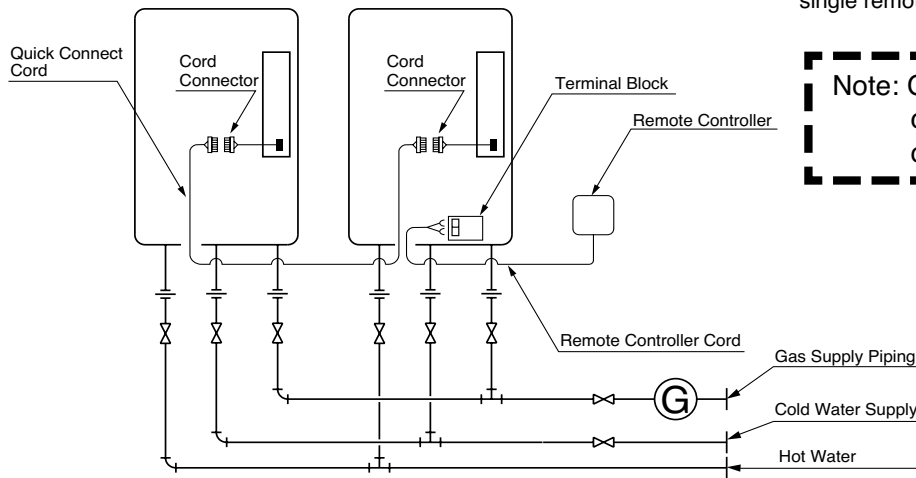 single remo
Quick Connect
Cord
Cord
Connector
Cord
Connector
Terminal Block
Remote Controller
Note:
Remote Controller Cord
Gas Supply Piping
G
Cold Water Supply
Hot Water